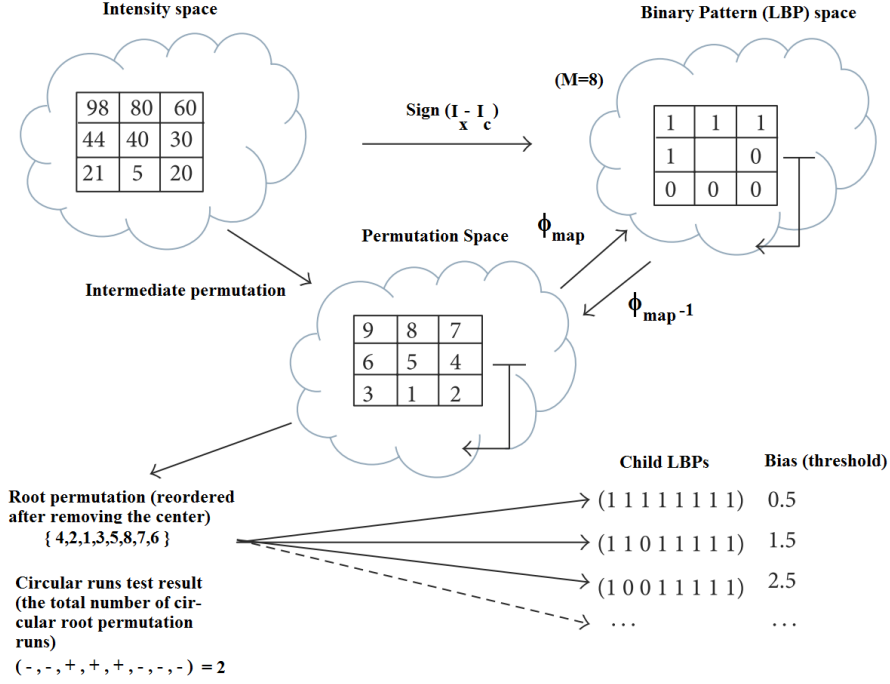 Intensity space
Binary Pattern (LBP) space
(M=8)
98 80 60
44 40 30
21 5 20
Sign (I_x - I_c)
1 1 1
1 0
0 0 0
Permutation Space
ϕ_map
Intermediate permutation
ϕ_map -1
9 8 7
6 5 4
3 1 2
Child LBPs
Bias (threshold)
Root permutation (reordered
after removing the center)
{ 4,2,1,3,5,8,7,6 }
(1 1 1 1 1 1 1 1) 0.5
(1 1 0 1 1 1 1 1) 1.5
(1 0 0 1 1 1 1 1) 2.5
... ...
Circular runs test result
(the total number of cir-
cular root permutation
runs)
( - , - , + , + , + , - , - , - ) = 2